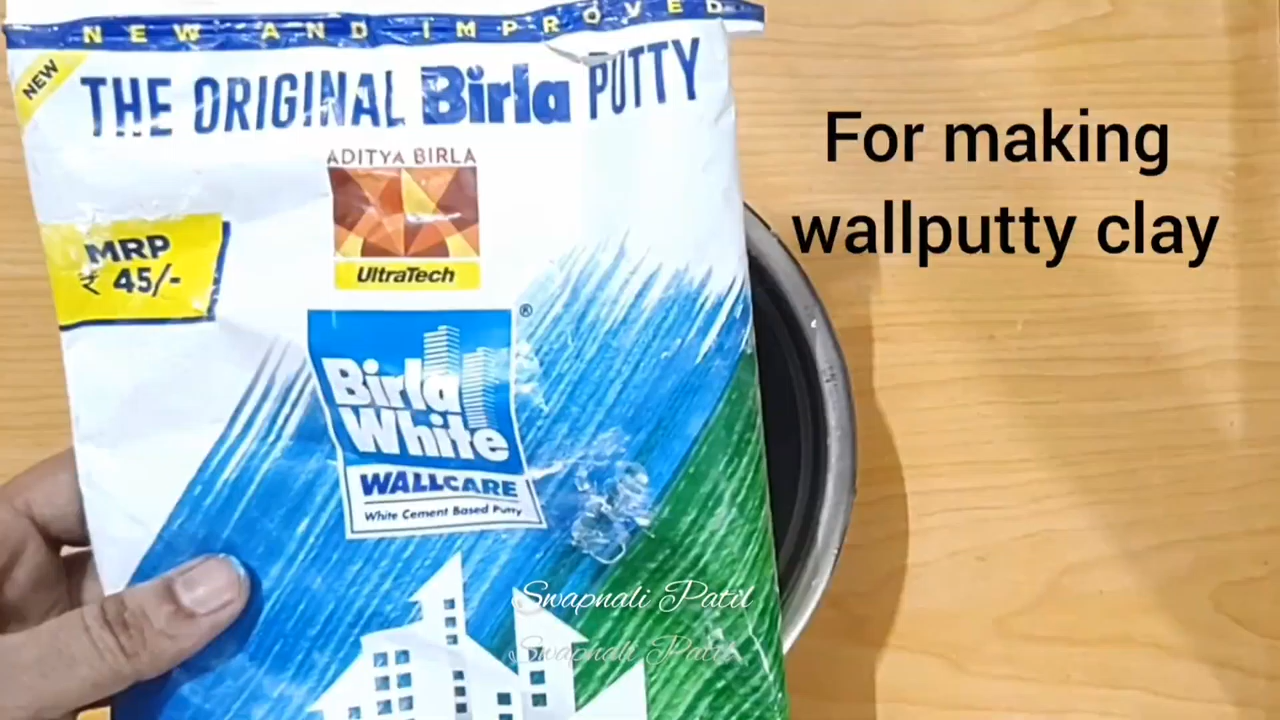 NEW AND IMPROVED
NEW
THE ORIGINAL Birla PUTTY
ADITYA BIRLA
UltraTech
MRP
₹ 45/-
Birla
White
®
WALLCARE
White Cement Based Putty
For making
wallputty clay
Swapnali Patil
Swapnali Patil